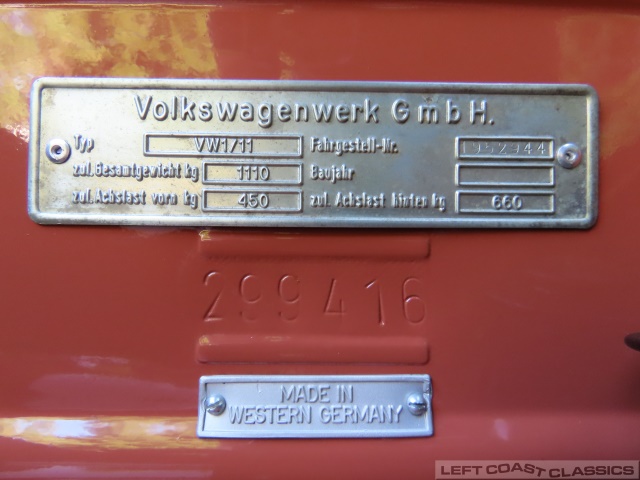 Volkswagenwerk GmbH.
Typ VW1/11 Fahrgestell-Nr. 1952944
zul. Gesamtgewicht kg 1110 Baujahr
zul. Achslast vorn kg 450 zul. Achslast hinten kg 660
299416
MADE IN
WESTERN GERMANY
LEFT COAST CLASSICS